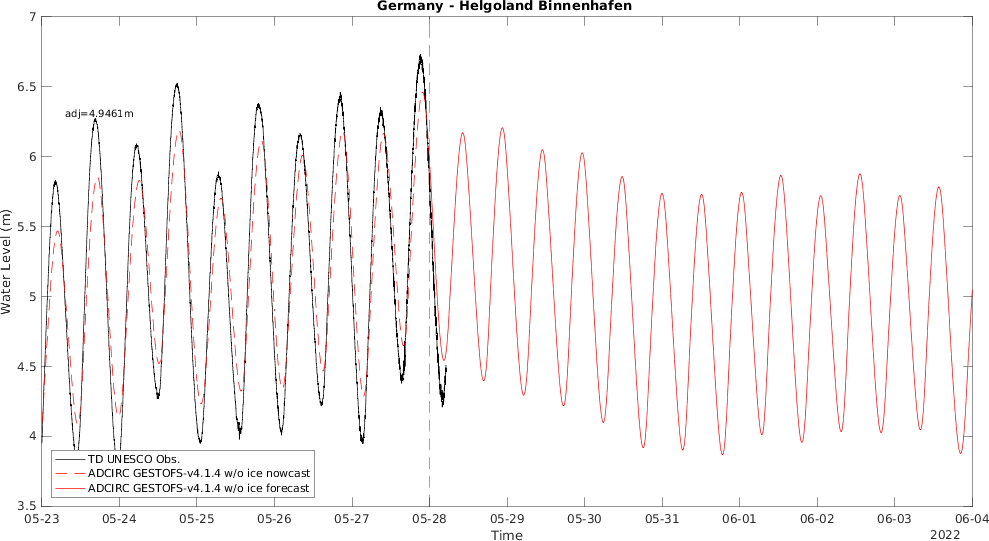 Germany - Helgoland Binnenhafen
7
6.5
6
5.5
5
4.5
4
3.5
Water Level (m)
adj=4.9461m
TD UNESCO Obs.
ADCIRC GESTOFS-v4.1.4 w/o ice nowcast
ADCIRC GESTOFS-v4.1.4 w/o ice forecast
05-23 05-24 05-25 05-26 05-27 05-28 05-29 05-30 05-31 06-01 06-02 06-03 06-04
Time
2022